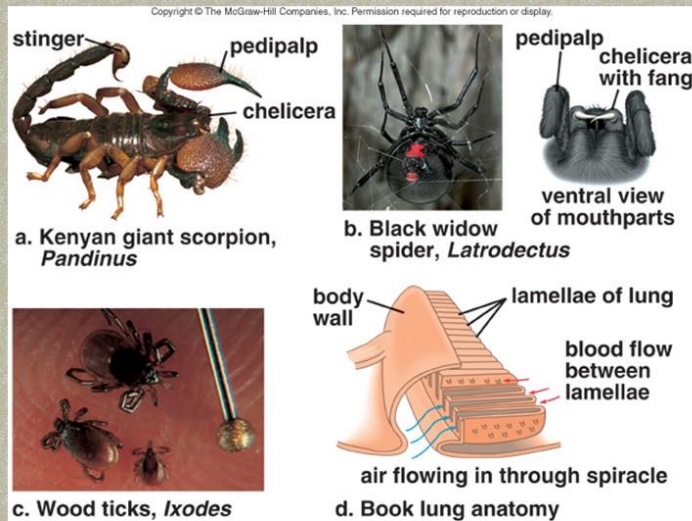 Copyright © The McGraw-Hill Companies, Inc. Permission required for reproduction or display.
stinger
pedipalp
chelicera
a. Kenyan giant scorpion,
Pandinus
pedipalp
chelicera
with fang
ventral view
of mouthparts
b. Black widow
spider, Latrodectus
c. Wood ticks, Ixodes
body
wall
lamellae of lung
blood flow
between
lamellae
air flowing in through spiracle
d. Book lung anatomy